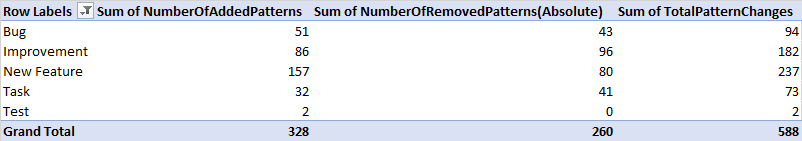 Row Labels Sum of NumberOfAddedPatterns Sum of NumberOfRemovedPatterns(Absolute) Sum of TotalPatternChanges
Bug 51 43 94
Improvement 86 96 182
New Feature 157 80 237
Task 32 41 73
Test 2 0 2
Grand Total 328 260 588